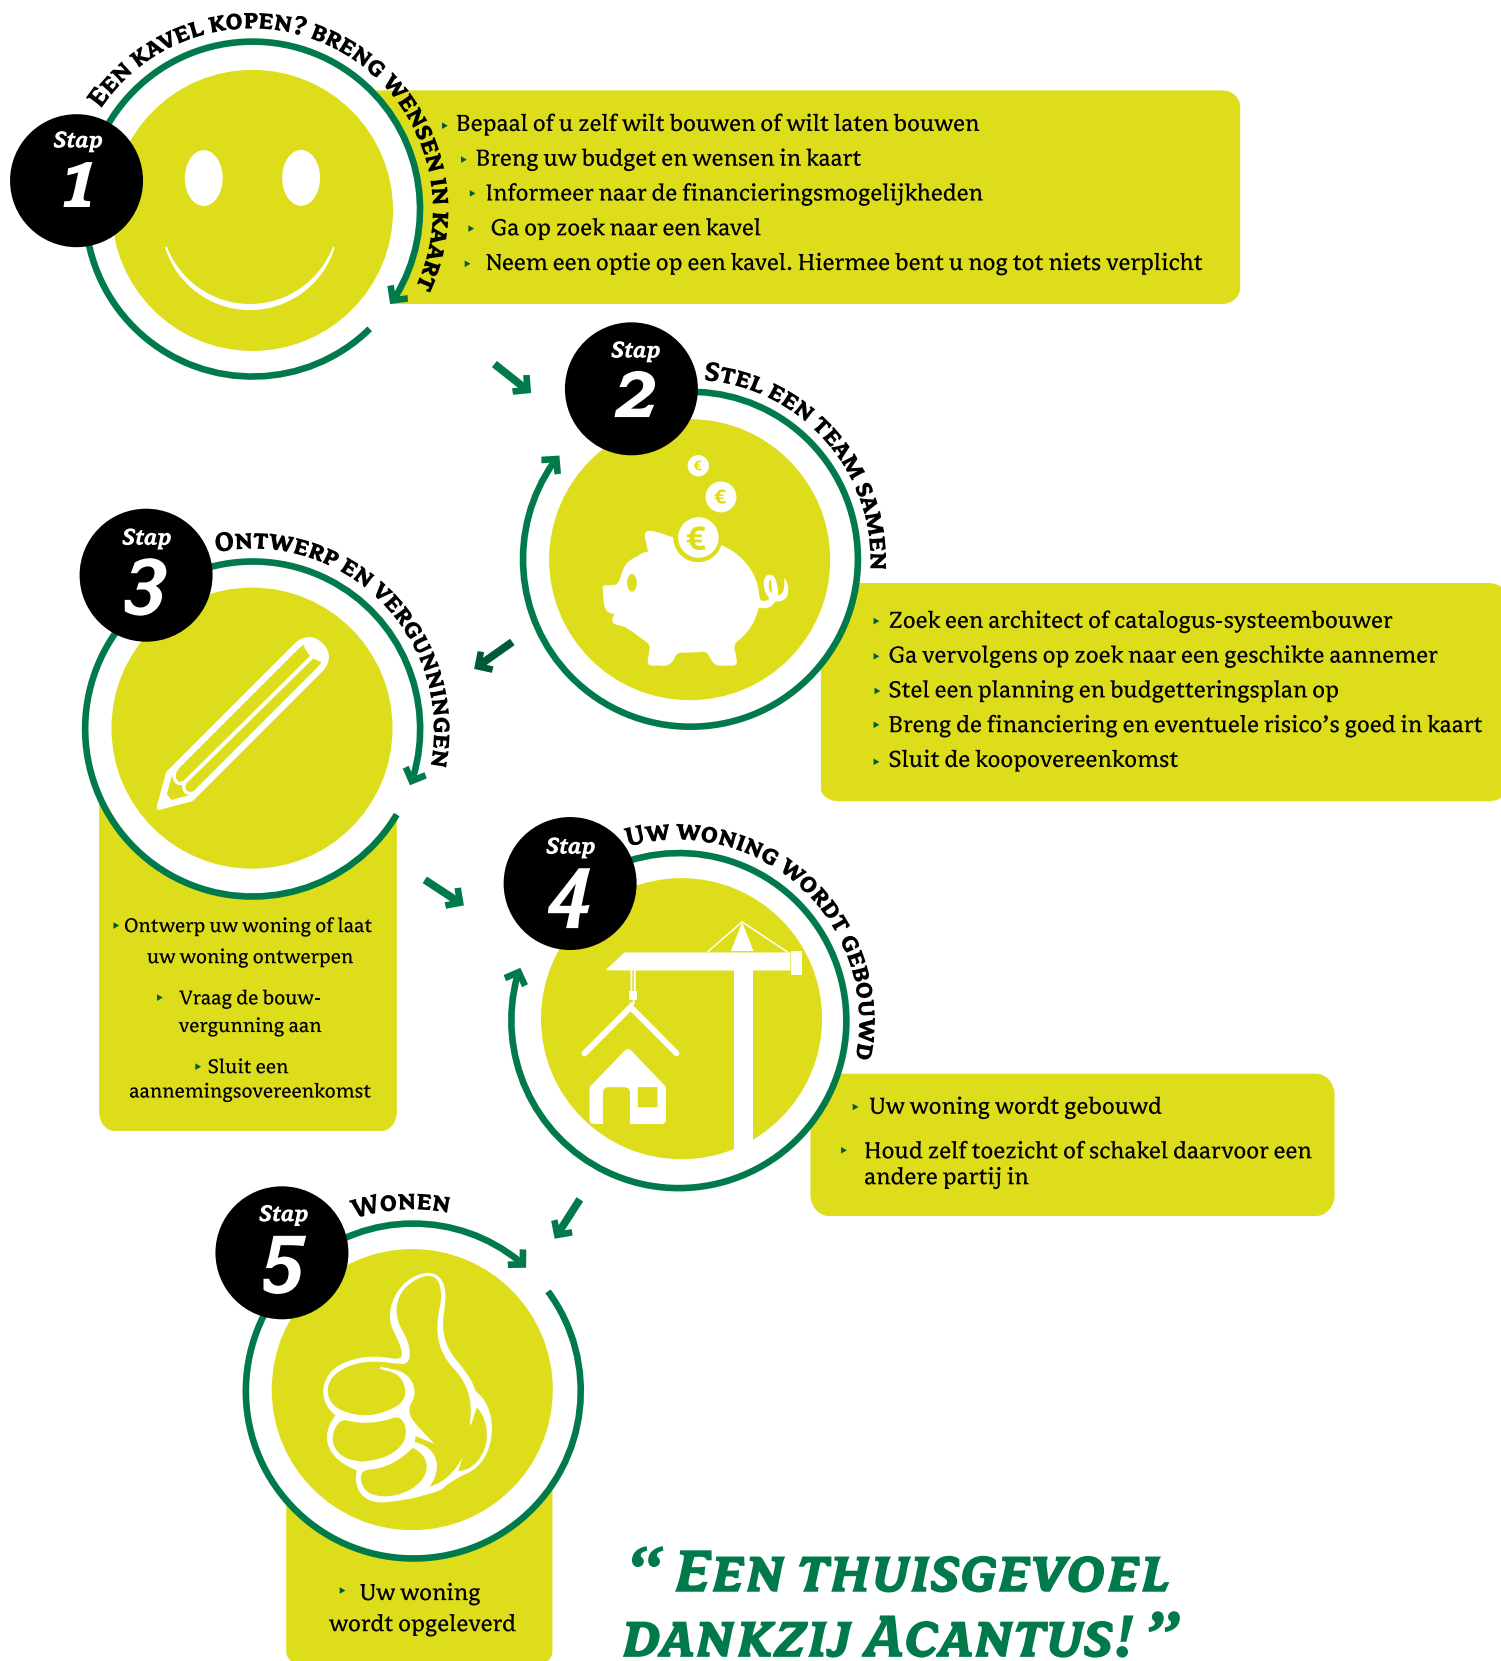 Stap
1
Een kavel kopen? Breng wensen in kaart
Bepaal of u zelf wilt bouwen of wilt laten bouwen
Breng uw budget en wensen in kaart
Informeer naar de financieringsmogelijkheden
Ga op zoek naar een kavel
Neem een optie op een kavel. Hiermee bent u nog tot niets verplicht
Stap
2
Stel een team samen
€
€
€
Zoek een architect of catalogus-systeembouwer
Ga vervolgens op zoek naar een geschikte aannemer
Stel een planning en budgetteringsplan op
Breng de financiering en eventuele risico’s goed in kaart
Sluit de koopovereenkomst
Stap
3
Ontwerp en vergunningen
Ontwerp uw woning of laat
uw woning ontwerpen
Vraag de bouw-
vergunning aan
Sluit een
aannemingsovereenkomst
Stap
4
Uw woning wordt gebouwd
Uw woning wordt gebouwd
Houd zelf toezicht of schakel daarvoor een
andere partij in
Stap
5
Wonen
Uw woning
wordt opgeleverd
“ Een thuisgevoel
dankzij Acantus! ”